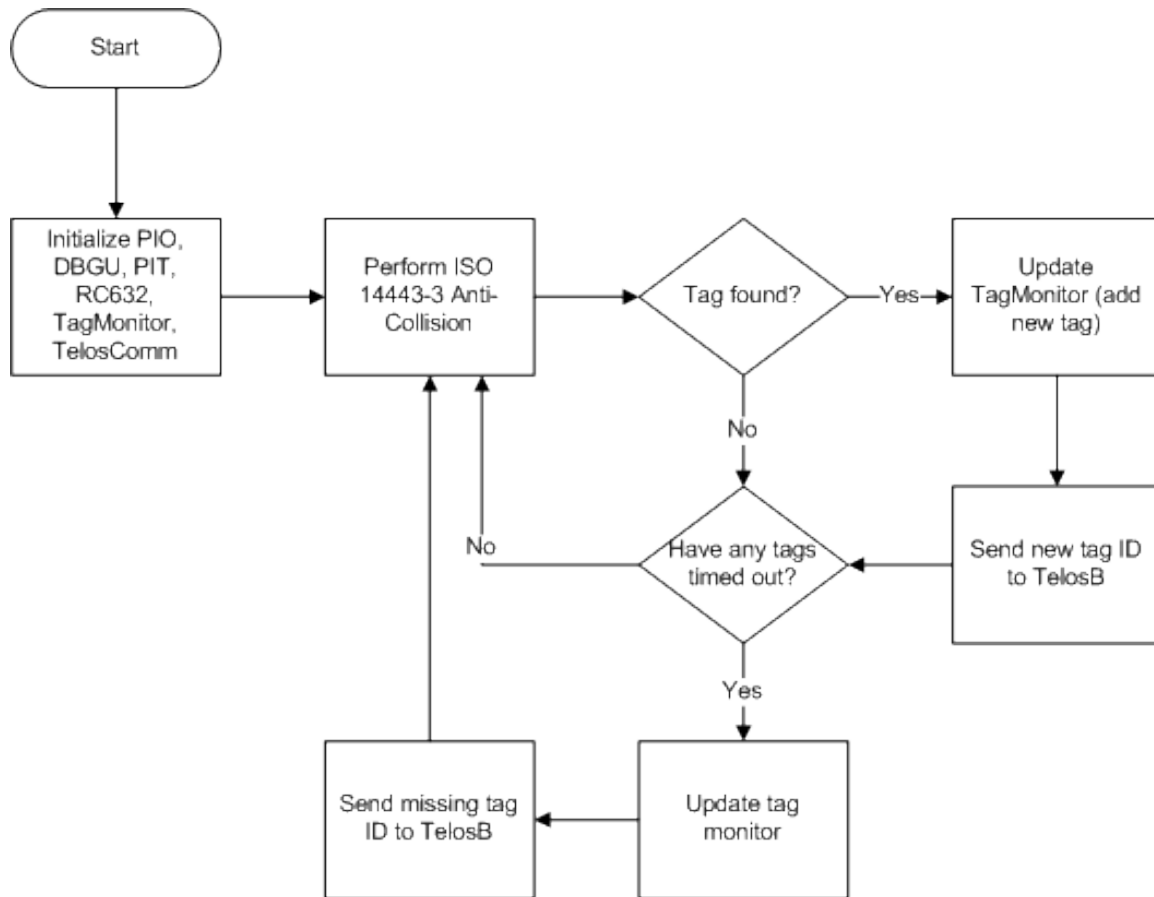 Start
Initialize PIO,
DBGU, PIT,
RC632,
TagMonitor,
TelosComm
Perform ISO
14443-3 Anti-
Collision
Tag found?
Yes
Update
TagMonitor (add
new tag)
No
Have any tags
timed out?
No
Send new tag ID
to TelosB
Yes
Send missing tag
ID to TelosB
Update tag
monitor